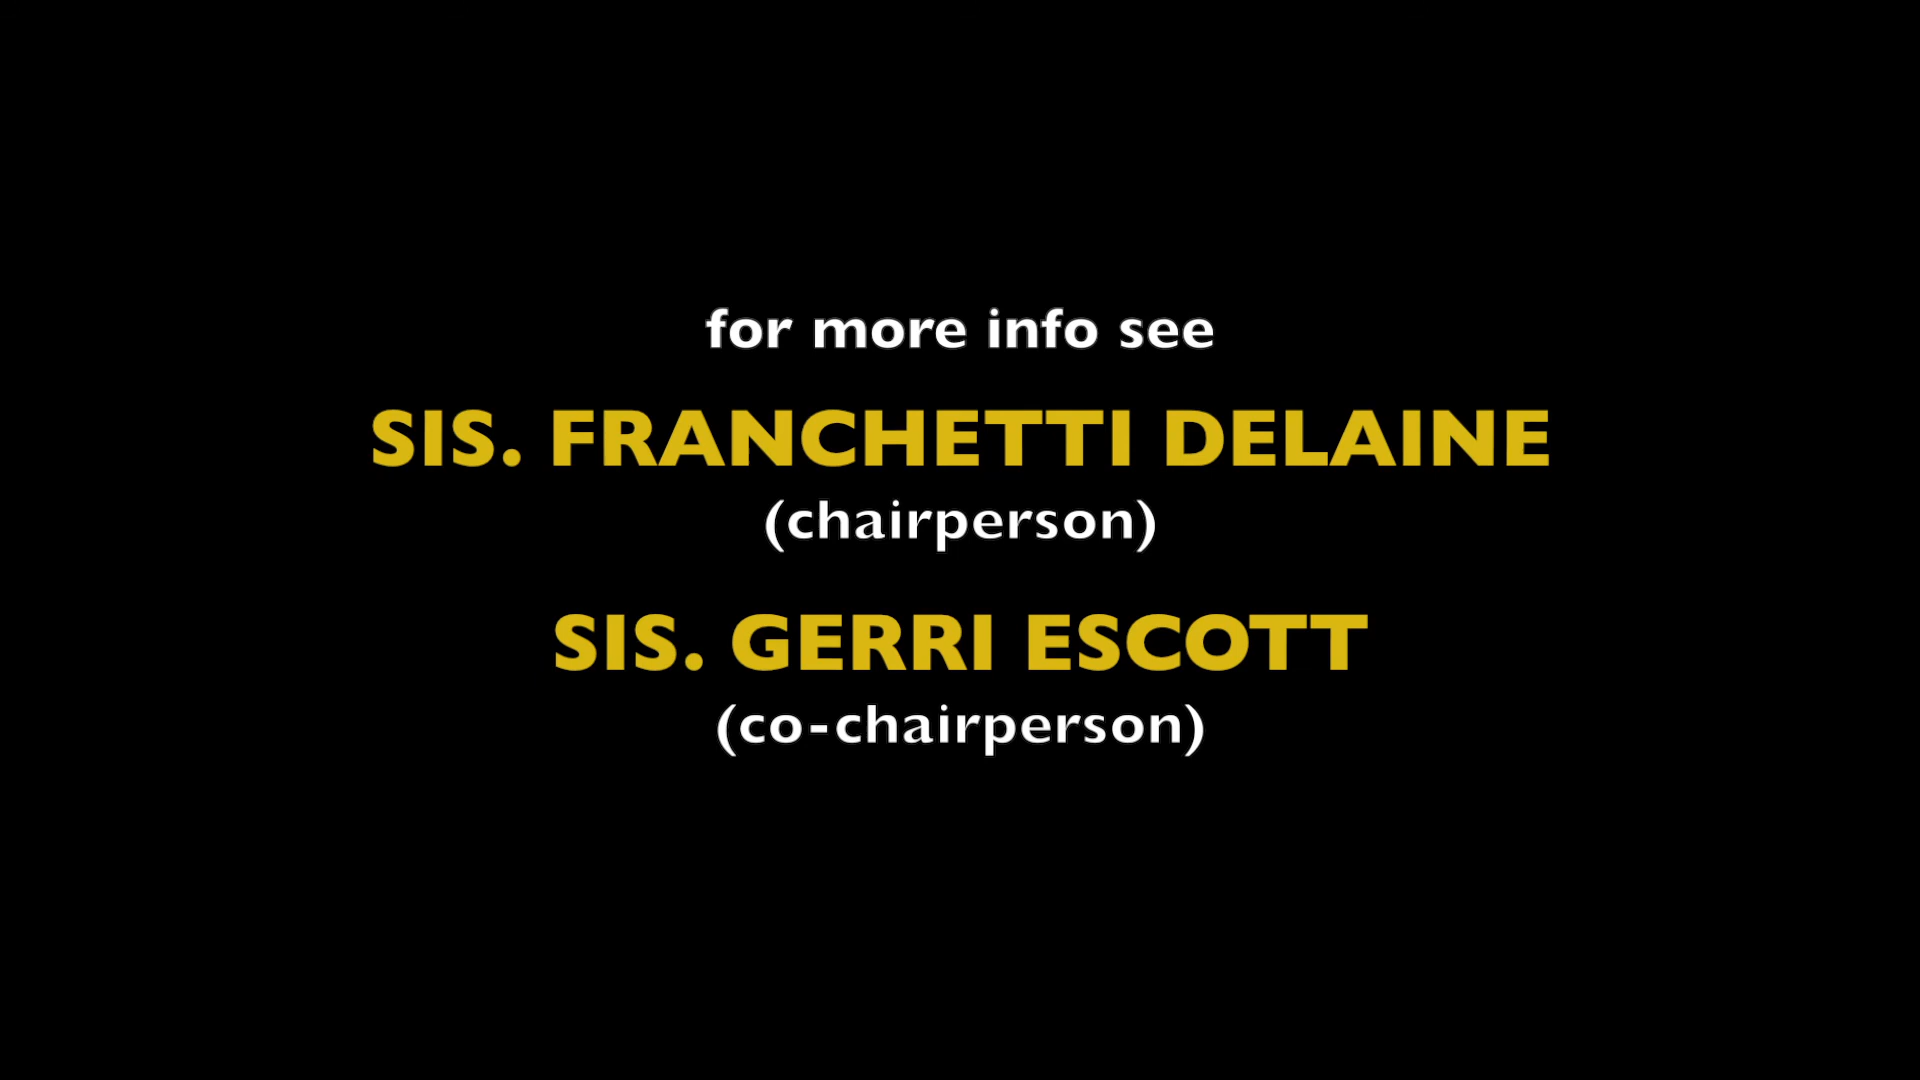 for more info see
SIS. FRANCHETTI DELAINE
(chairperson)
SIS. GERRI ESCOTT
(co-chairperson)